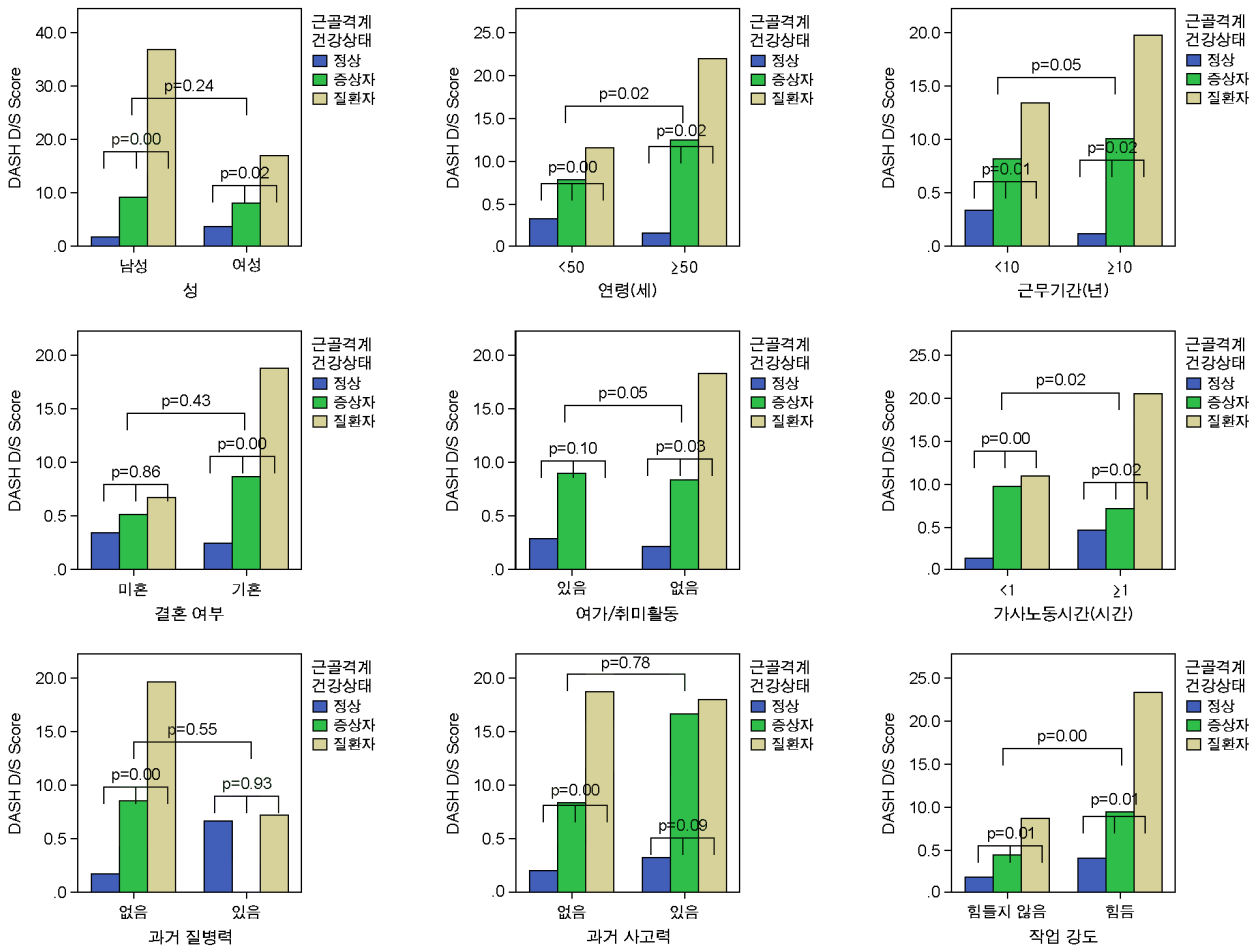 DASH D/S Score
40.0
30.0
20.0
10.0
.0
p=0.24
p=0.00
p=0.02
남성
여성
성
근골격계
건강상태
정상
증상자
질환자
DASH D/S Score
25.0
20.0
15.0
10.0
0.5
.0
p=0.02
p=0.02
p=0.00
<50
≥50
연령(세)
근골격계
건강상태
정상
증상자
질환자
DASH D/S Score
20.0
15.0
10.0
0.5
.0
p=0.05
p=0.02
p=0.01
<10
≥10
근무기간(년)
근골격계
건강상태
정상
증상자
질환자
DASH D/S Score
20.0
15.0
10.0
0.5
.0
p=0.43
p=0.00
p=0.86
미혼
기혼
결혼 여부
근골격계
건강상태
정상
증상자
질환자
DASH D/S Score
20.0
15.0
10.0
0.5
.0
p=0.05
p=0.10
p=0.03
있음
없음
여가/취미활동
근골격계
건강상태
정상
증상자
질환자
DASH D/S Score
25.0
20.0
15.0
10.0
0.5
.0
p=0.02
p=0.00
p=0.02
<1
≥1
가사노동시간(시간)
근골격계
건강상태
정상
증상자
질환자
DASH D/S Score
20.0
15.0
10.0
0.5
.0
p=0.55
p=0.00
p=0.93
없음
있음
과거 질병력
근골격계
건강상태
정상
증상자
질환자
DASH D/S Score
20.0
15.0
10.0
0.5
.0
p=0.78
p=0.00
p=0.09
없음
있음
과거 사고력
근골격계
건강상태
정상
증상자
질환자
DASH D/S Score
25.0
20.0
15.0
10.0
0.5
.0
p=0.00
p=0.01
p=0.01
힘들지 않음
힘듬
작업 강도
근골격계
건강상태
정상
증상자
질환자